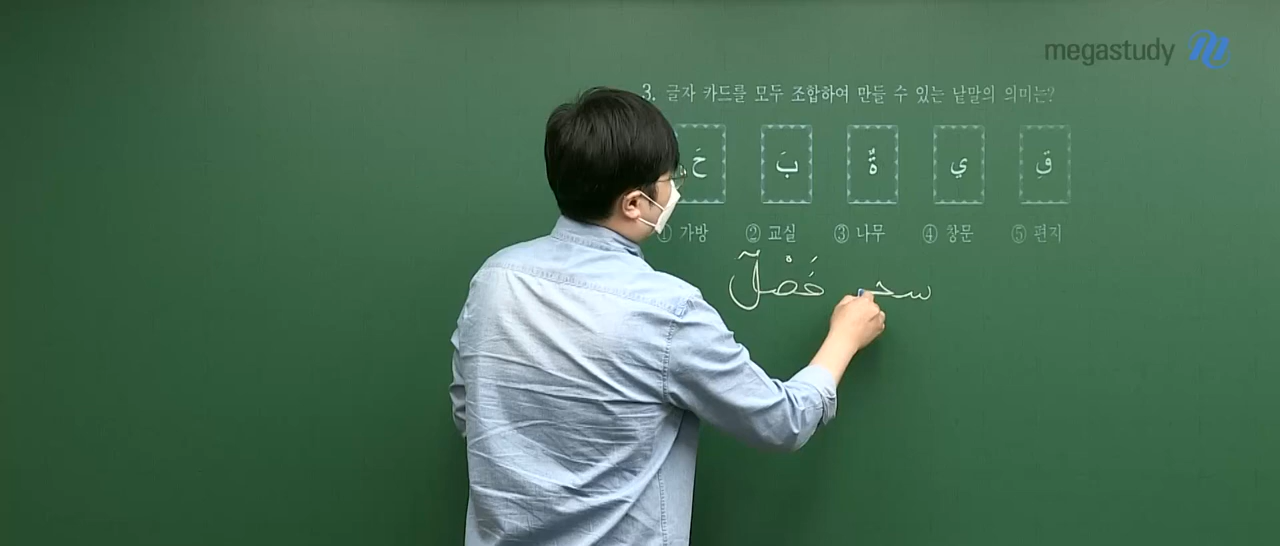 megastudy
3. 글자 카드를 모두 조합하여 만들 수 있는 낱말의 의미는?
حَ بَ ةٌ ي قِ
① 가방 ② 교실 ③ 나무 ④ 창문 ⑤ 편지
فَصْلٌ